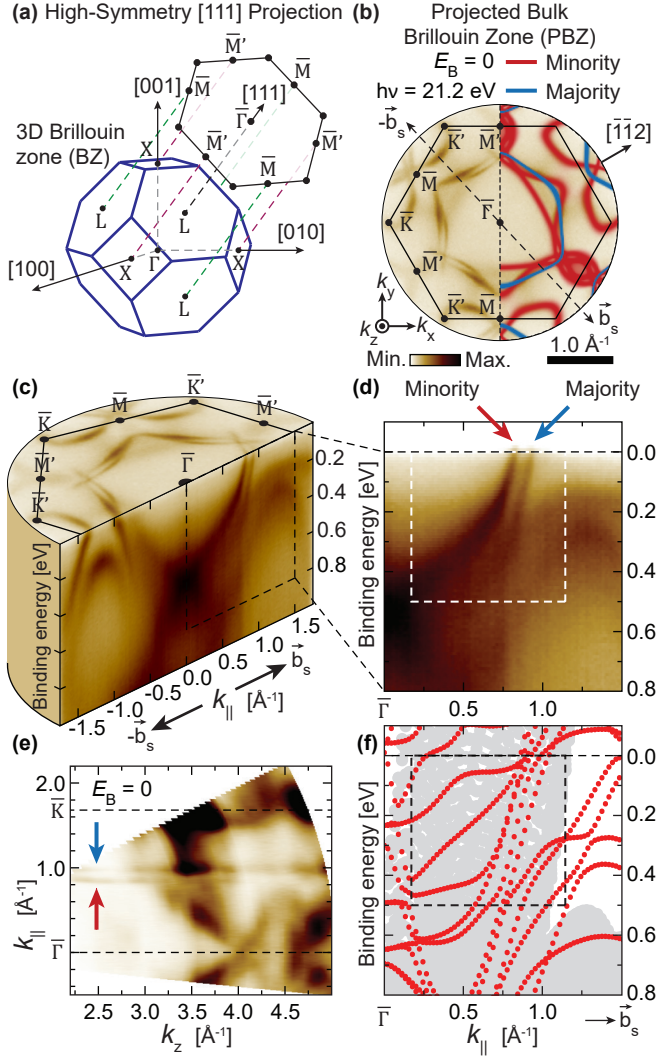 (a) High-Symmetry [111] Projection
M̅'
M̅
[001]
M̅
[111]
Γ̅
3D Brillouin
zone (BZ)
X
M̅'
M̅
M̅'
L
L
[010]
[100]
X
Γ
X
L
(b) Projected Bulk
Brillouin Zone (PBZ)
E_B = 0
Minority
hν = 21.2 eV
Majority
-b⃗_s
K̅'
M̅'
[1̅1̅2]
M̅
K̅
Γ̅
M̅'
K̅'
M̅
b⃗_s
k_y
k_z
k_x
Min.
Max.
1.0 Å⁻¹
(c)
K̅'
M̅
M̅'
K̅
M̅'
K̅'
Γ̅
0.2
0.4
0.6
0.8
Binding energy [eV]
-1.5
-1.0
-0.5
0.0
0.5
1.0
1.5
-b⃗_s
k_∥ [Å⁻¹]
b⃗_s
(d)
Minority
Majority
0.0
0.2
0.4
0.6
0.8
Binding energy [eV]
Γ̅
0.5
1.0
(e)
E_B = 0
2.0
K̅
1.0
Γ̅
k_∥ [Å⁻¹]
2.5
3.5
4.5
k_z [Å⁻¹]
(f)
0.0
0.2
0.4
0.6
0.8
Binding energy [eV]
Γ̅
0.5
1.0
b⃗_s
k_∥ [Å⁻¹]